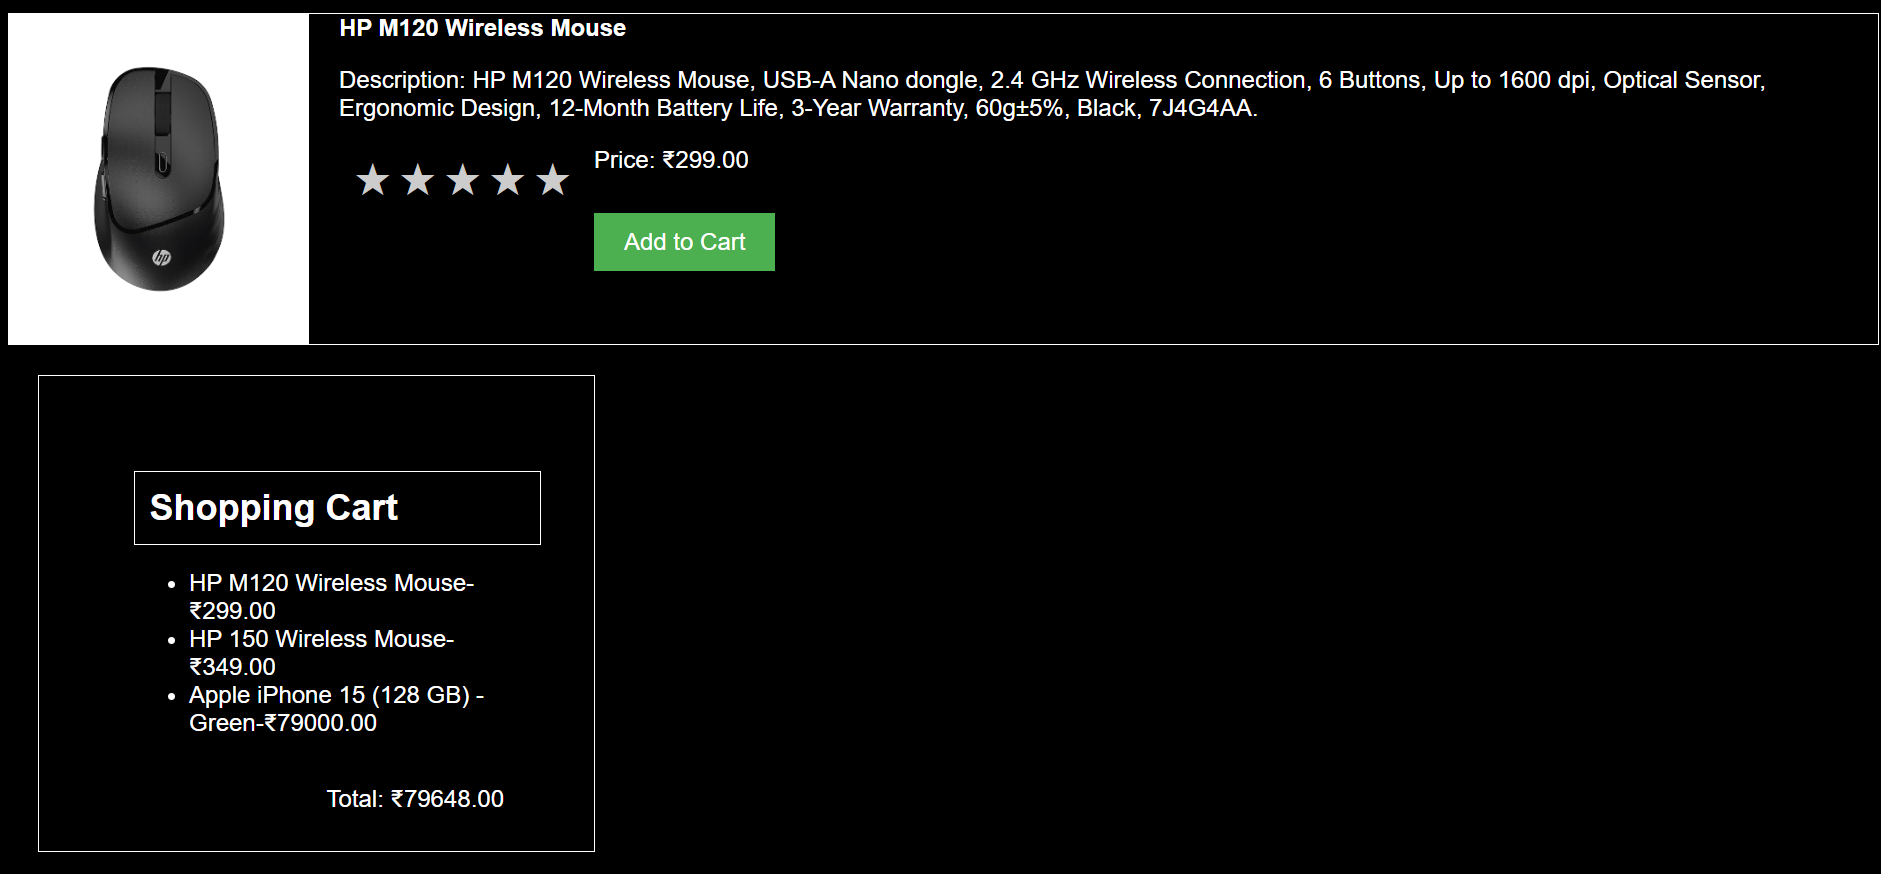 HP M120 Wireless Mouse
Description: HP M120 Wireless Mouse, USB-A Nano dongle, 2.4 GHz Wireless Connection, 6 Buttons, Up to 1600 dpi, Optical Sensor,
Ergonomic Design, 12-Month Battery Life, 3-Year Warranty, 60g±5%, Black, 7J4G4AA.
★ ★ ★ ★ ★
Price: ₹299.00
Add to Cart
hp
Shopping Cart
• HP M120 Wireless Mouse-
₹299.00
• HP 150 Wireless Mouse-
₹349.00
• Apple iPhone 15 (128 GB) -
Green-₹79000.00
Total: ₹79648.00